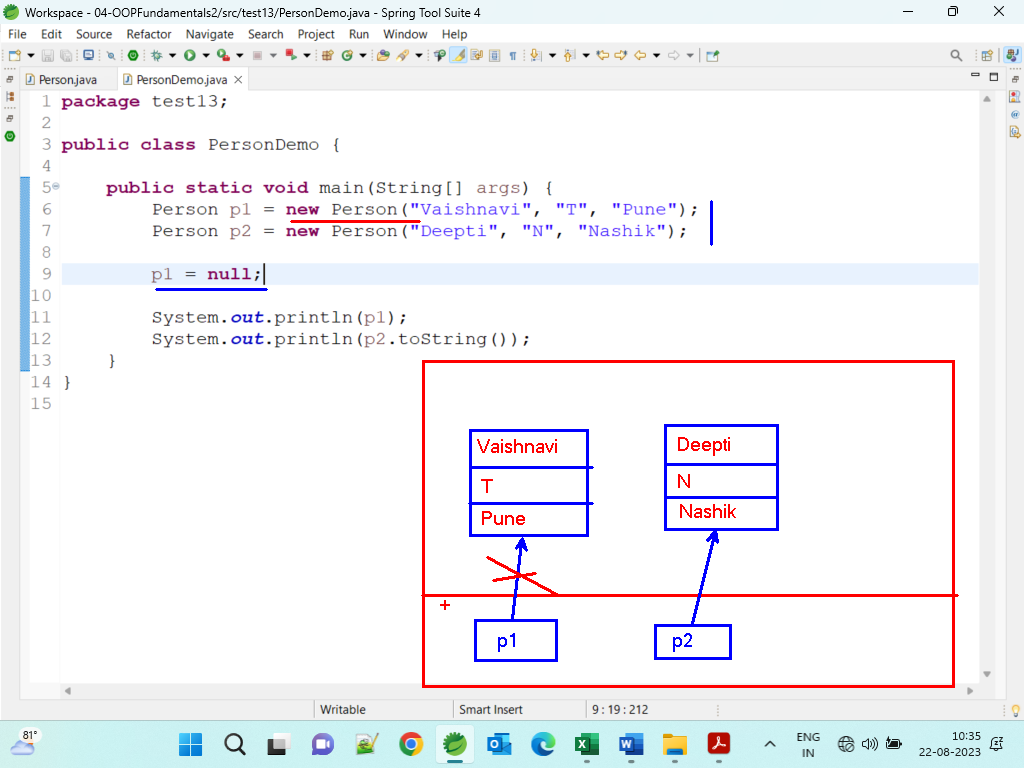 Workspace - 04-OOPFundamentals2/src/test13/PersonDemo.java - Spring Tool Suite 4
File Edit Source Refactor Navigate Search Project Run Window Help
Person.java PersonDemo.java
1 package test13;
2
3 public class PersonDemo {
4
5 public static void main(String[] args) {
6 Person p1 = new Person("Vaishnavi", "T", "Pune");
7 Person p2 = new Person("Deepti", "N", "Nashik");
8
9 p1 = null;
10
11 System.out.println(p1);
12 System.out.println(p2.toString());
13 }
14 }
15
Vaishnavi
T
Pune
Deepti
N
Nashik
+
p1
p2
Writable Smart Insert 9 : 19 : 212
81°
ENG
IN
10:35
22-08-2023